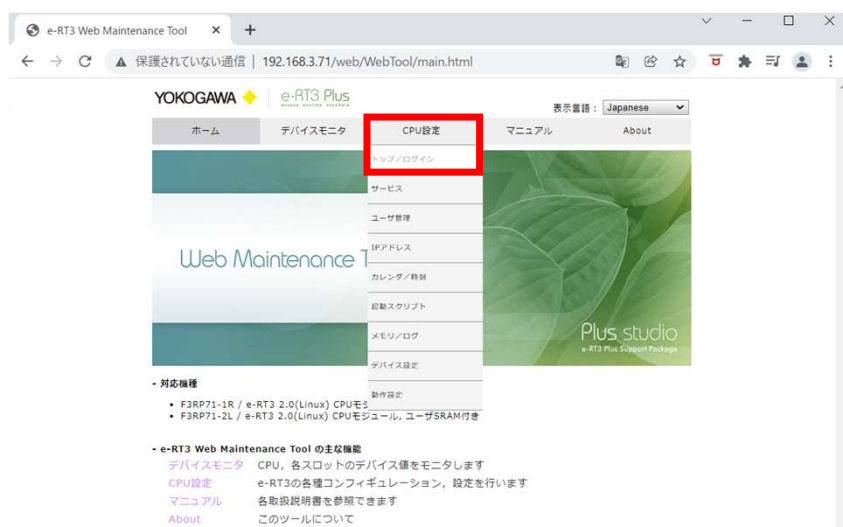 e-RT3 Web Maintenance Tool
保護されていない通信 | 192.168.3.71/web/WebTool/main.html
YOKOGAWA e-RT3 Plus
表示言語： Japanese
ホーム デバイスモニタ CPU設定 マニュアル About
トップ／ログイン
サービス
ユーザ管理
IPアドレス
カレンダ／時刻
起動スクリプト
メモリ／ログ
デバイス設定
動作設定
Web Maintenance T
Plus studio
e-RT3 Plus Support Package
- 対応機種
• F3RP71-1R / e-RT3 2.0(Linux) CPUモジ
• F3RP71-2L / e-RT3 2.0(Linux) CPUモジュール, ユーザSRAM付き
- e-RT3 Web Maintenance Tool の主な機能
デバイスモニタ CPU，各スロットのデバイス値をモニタします
CPU設定 e-RT3の各種コンフィギュレーション，設定を行います
マニュアル 各取扱説明書を参照できます
About このツールについて